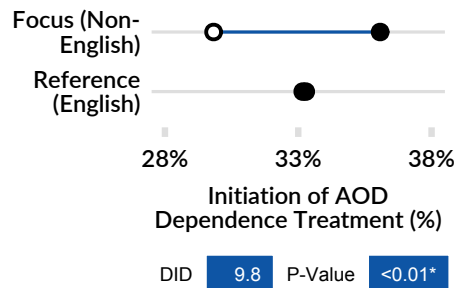 Focus (Non-
English)
Reference
(English)
28% 33% 38%
Initiation of AOD
Dependence Treatment (%)
DID 9.8 P-Value <0.01*